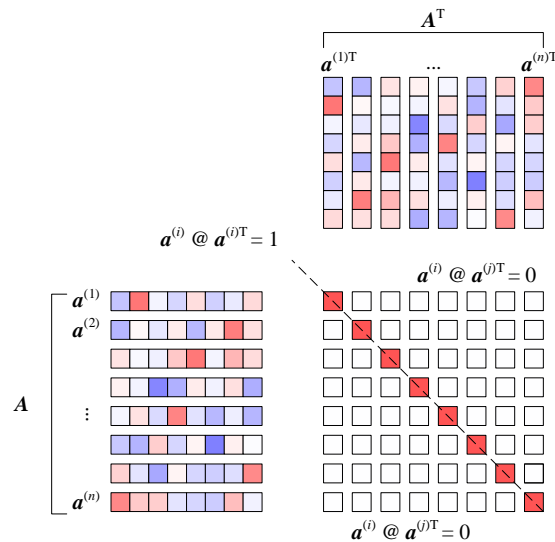 A^T
a^(1)T ... a^(n)T
a^(i) @ a^(i)T = 1
a^(i) @ a^(j)T = 0
a^(1)
a^(2)
A
⋮
a^(n)
a^(i) @ a^(j)T = 0